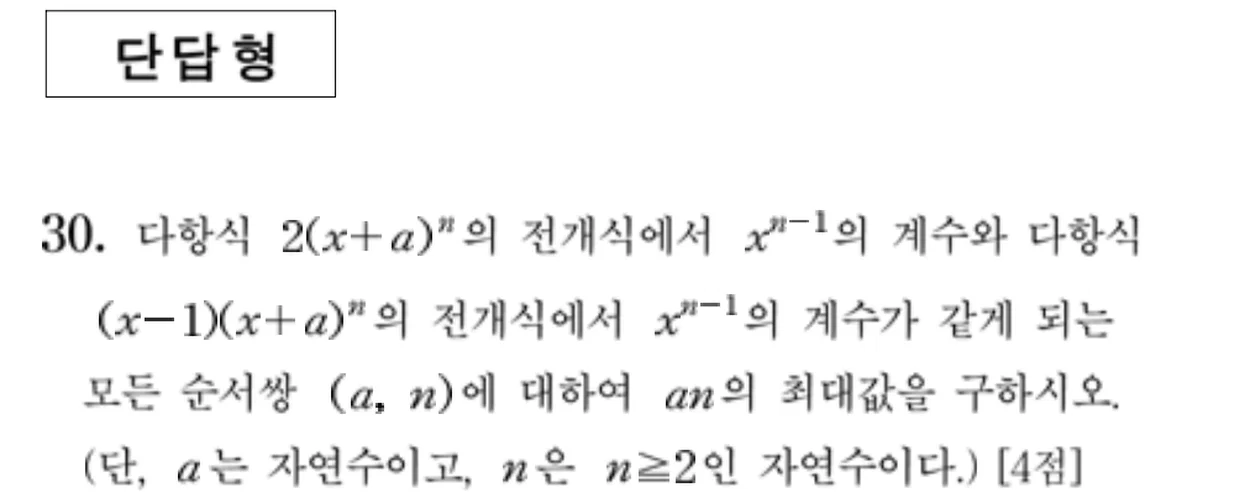 단답형
30. 다항식 2(x+a)ⁿ의 전개식에서 xⁿ⁻¹의 계수와 다항식
(x-1)(x+a)ⁿ의 전개식에서 xⁿ⁻¹의 계수가 같게 되는
모든 순서쌍 (a, n)에 대하여 an의 최대값을 구하시오.
(단, a는 자연수이고, n은 n≧2인 자연수이다.) [4점]